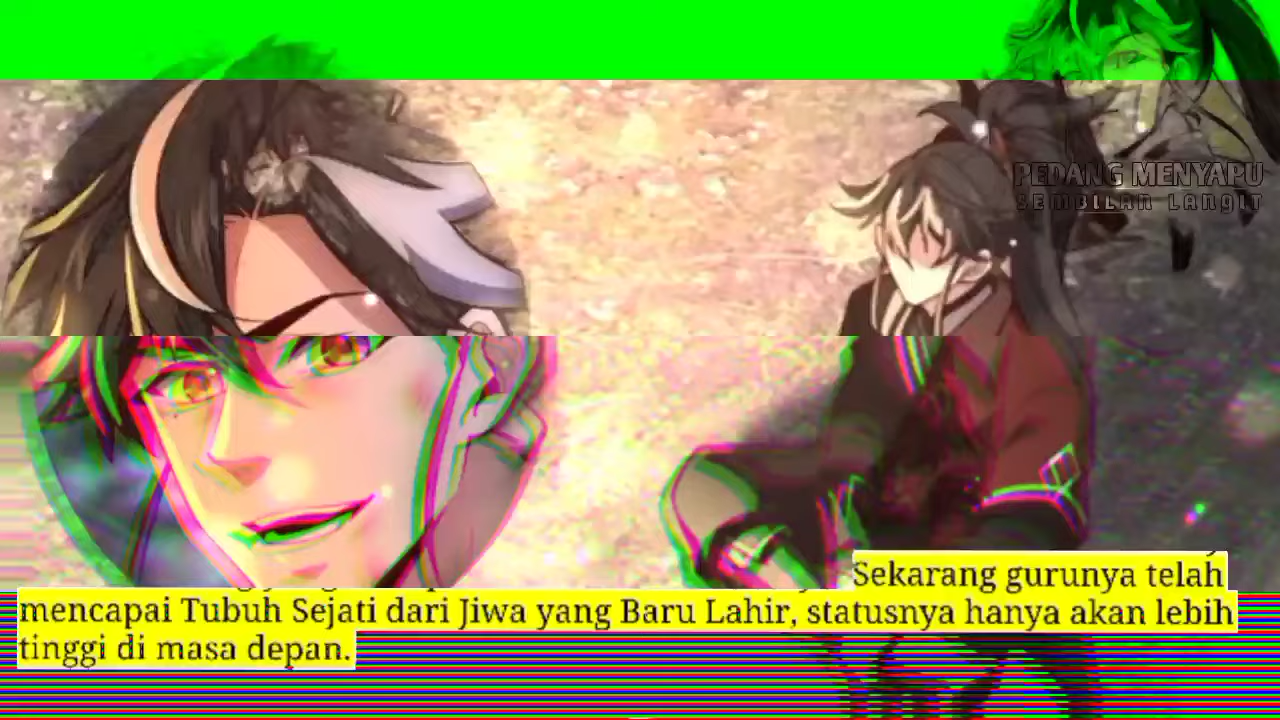 PEDANG MENYAPU
SEMBILAN LANGIT
Sekarang gurunya telah
mencapai Tubuh Sejati dari Jiwa yang Baru Lahir, statusnya hanya akan lebih
tinggi di masa depan.